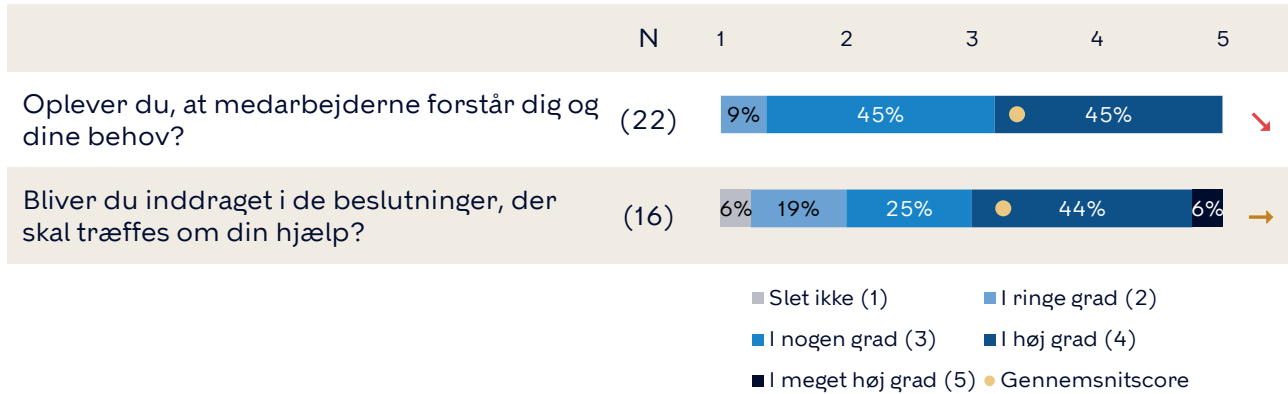 N 1 2 3 4 5
Oplever du, at medarbejderne forstår dig og
dine behov?
(22) 9% 45% 45%
Bliver du inddraget i de beslutninger, der
skal træffes om din hjælp?
(16) 6% 19% 25% 44% 6%
Slet ikke (1) I ringe grad (2)
I nogen grad (3) I høj grad (4)
I meget høj grad (5) Gennemsnitscore